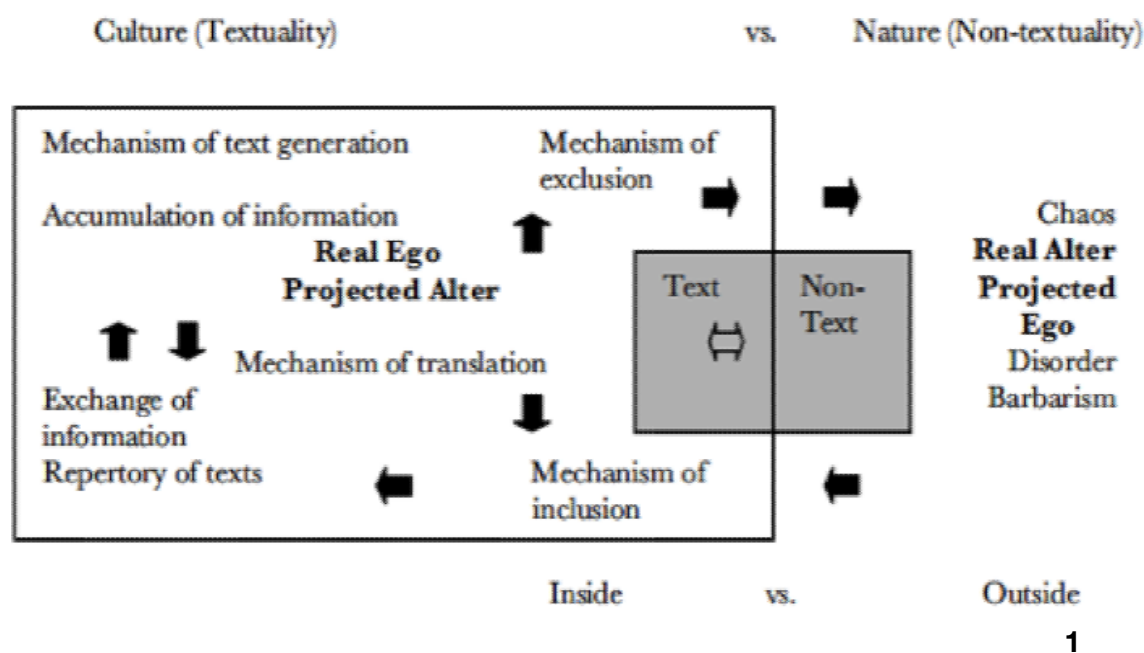 Culture (Textuality) vs. Nature (Non-textuality)
Mechanism of text generation
Mechanism of
exclusion
Accumulation of information
Real Ego
Projected Alter
Text
Non-
Text
Chaos
Real Alter
Projected
Ego
Disorder
Barbarism
Mechanism of translation
Exchange of
information
Repertory of texts
Mechanism of
inclusion
Inside vs. Outside
1